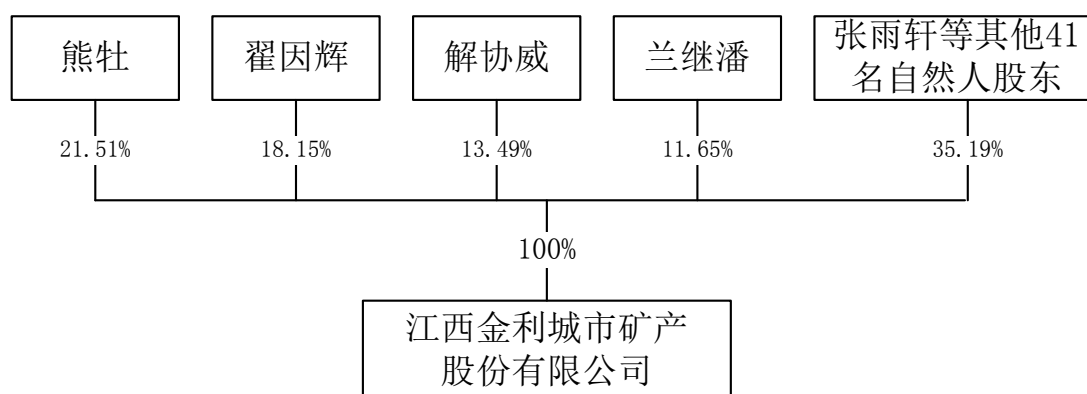 熊牡
翟因辉
解协威
兰继潘
张雨轩等其他41
名自然人股东
21.51%
18.15%
13.49%
11.65%
35.19%
100%
江西金利城市矿产
股份有限公司